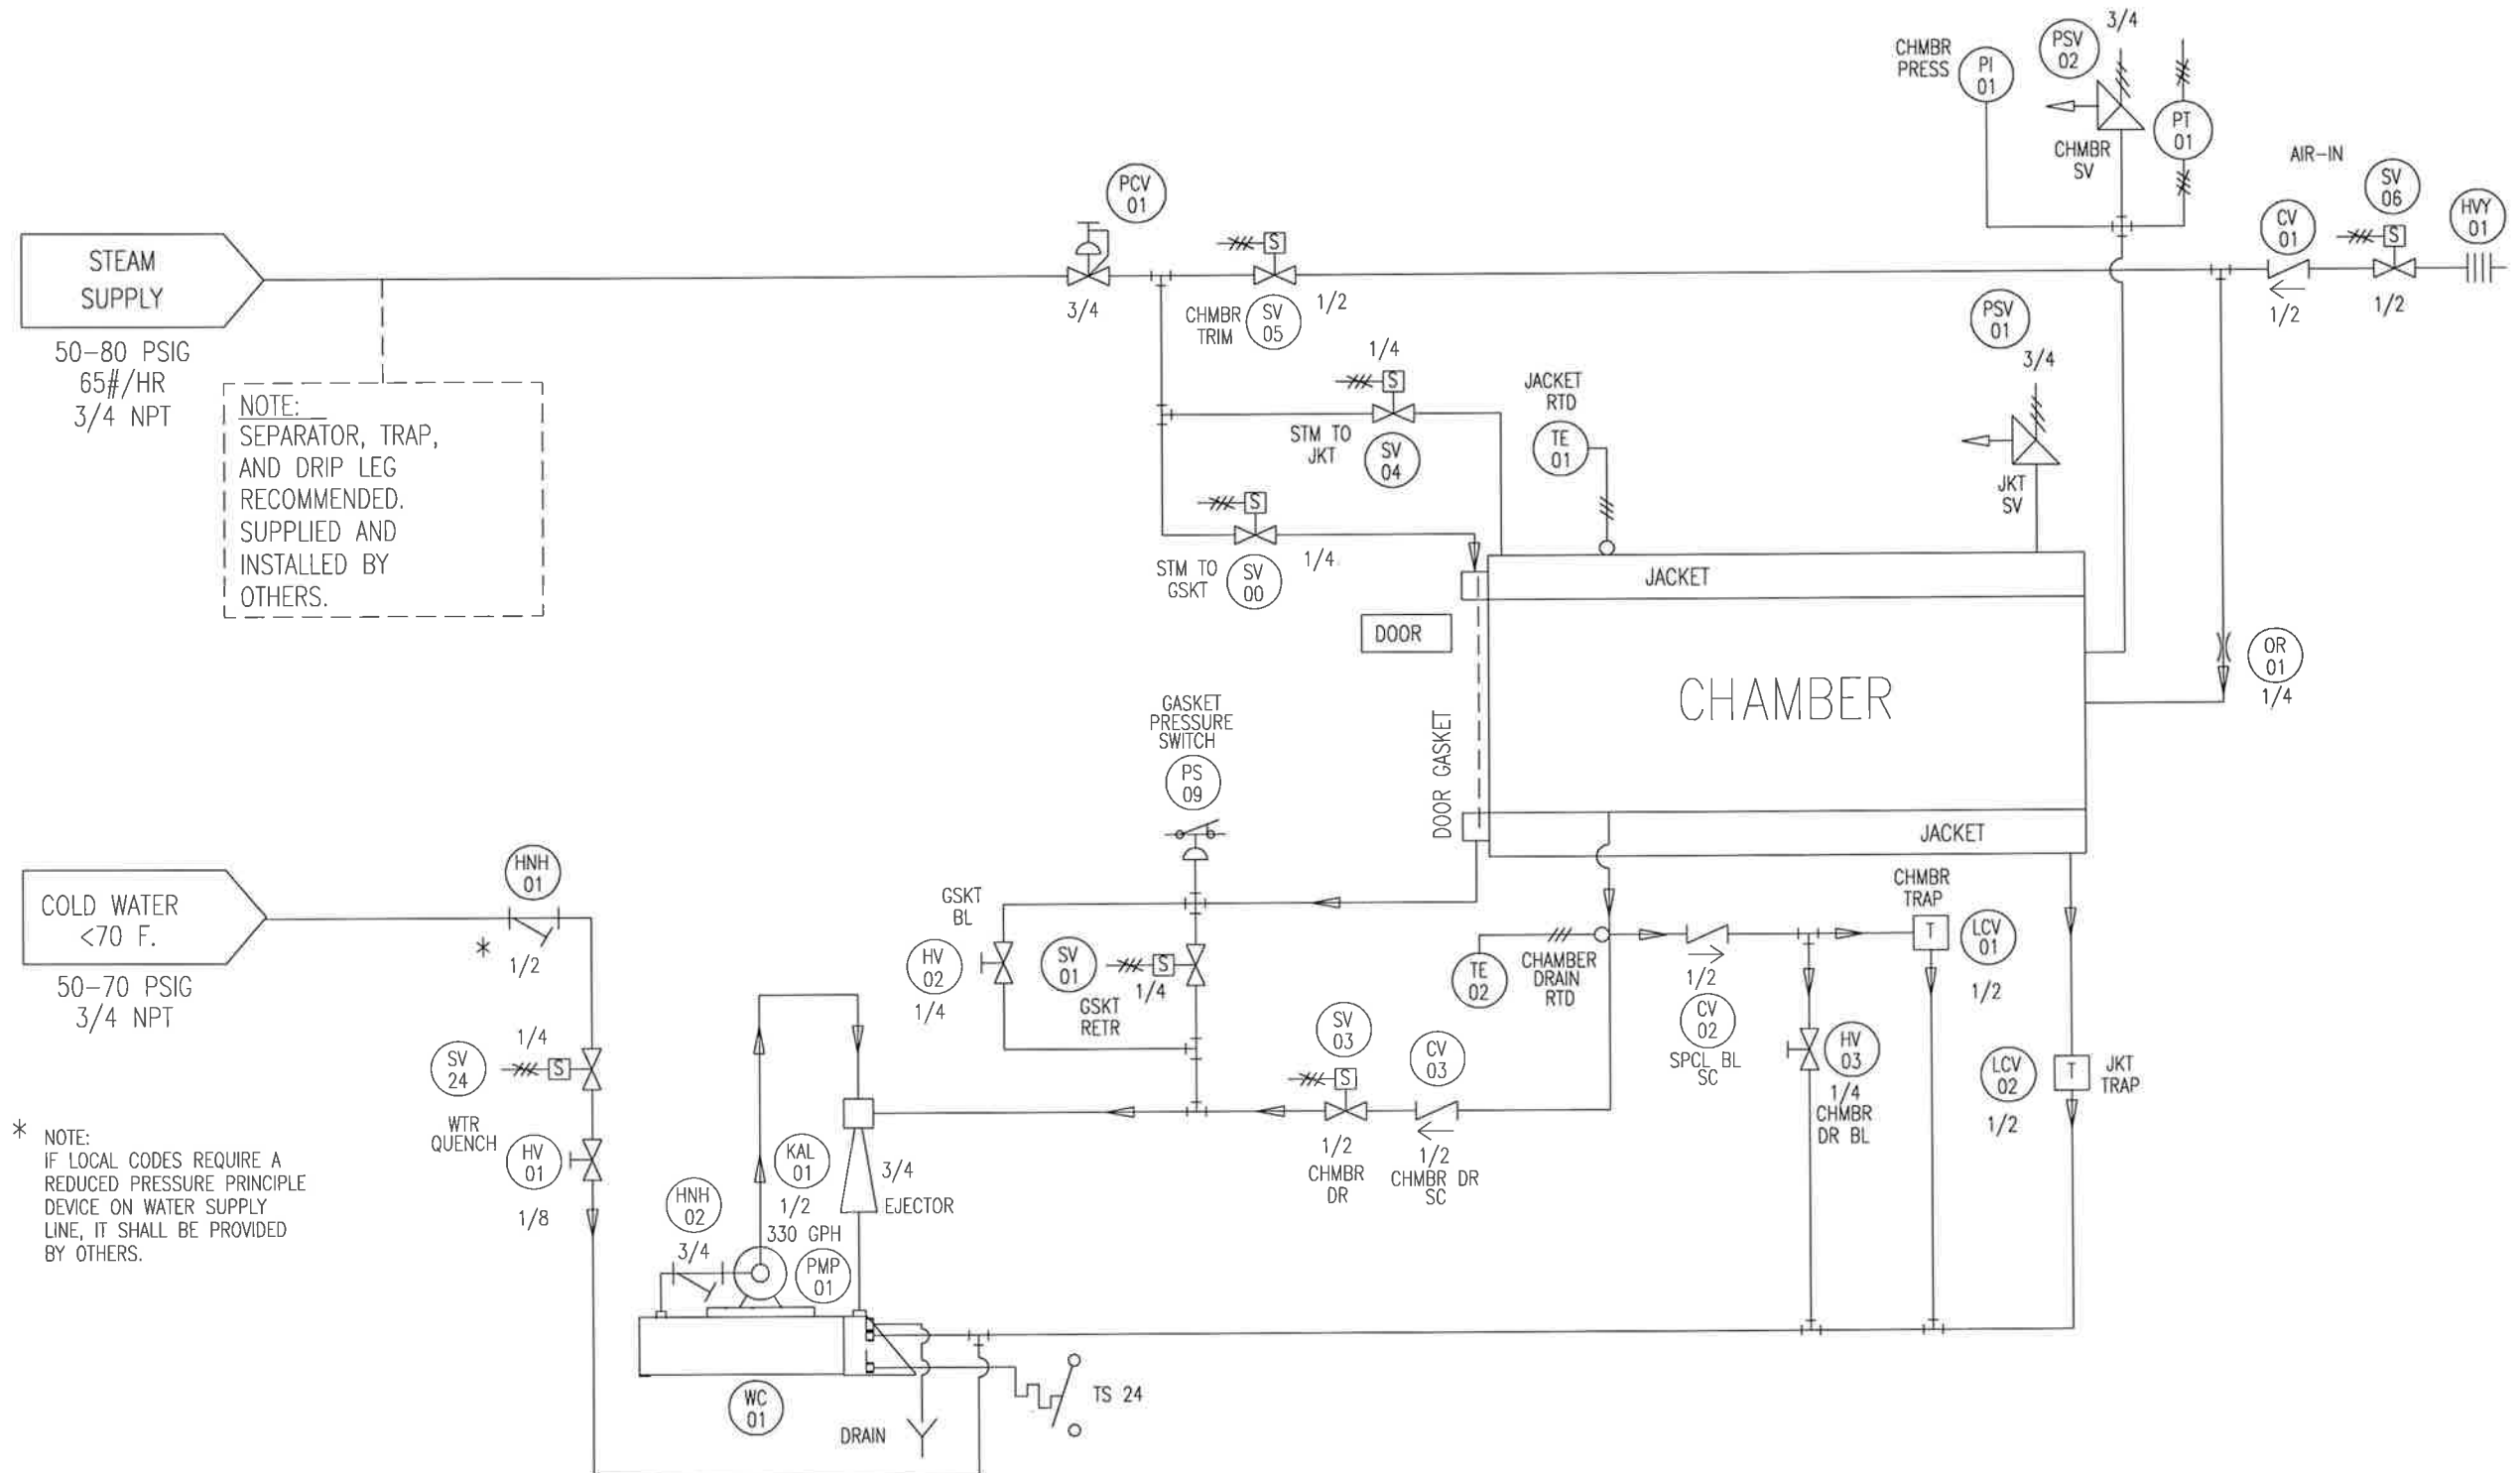 STEAM
SUPPLY
50-80 PSIG
65#/HR
3/4 NPT
NOTE:
SEPARATOR, TRAP,
AND DRIP LEG
RECOMMENDED.
SUPPLIED AND
INSTALLED BY
OTHERS.
PCV
01
3/4
CHMBR
TRIM
SV
05
S
1/2
1/4
S
STM TO
JKT
SV
04
S
STM TO
GSKT
SV
00
1/4
JACKET
RTD
TE
01
CHMBR
PRESS
PI
01
PSV
02
3/4
CHMBR
SV
PT
01
AIR-IN
CV
01
1/2
SV
06
S
1/2
HVY
01
PSV
01
3/4
JKT
SV
JACKET
DOOR
CHAMBER
DOOR GASKET
JACKET
OR
01
1/4
GASKET
PRESSURE
SWITCH
PS
09
GSKT
BL
HV
02
1/4
SV
01
S
1/4
GSKT
RETR
COLD WATER
<70 F.
50-70 PSIG
3/4 NPT
HNH
01
*
1/2
1/4
SV
24
S
WTR
QUENCH
HV
01
1/8
* NOTE:
IF LOCAL CODES REQUIRE A
REDUCED PRESSURE PRINCIPLE
DEVICE ON WATER SUPPLY
LINE, IT SHALL BE PROVIDED
BY OTHERS.
TE
02
CHAMBER
DRAIN
RTD
1/2
CV
02
SPCL BL
SC
CHMBR
TRAP
T
LCV
01
1/2
HV
03
1/4
CHMBR
DR BL
LCV
02
1/2
T
JKT
TRAP
SV
03
S
1/2
CHMBR
DR
CV
03
1/2
CHMBR DR
SC
KAL
01
1/2
3/4
EJECTOR
HNH
02
3/4
330 GPH
PMP
01
WC
01
DRAIN
TS 24